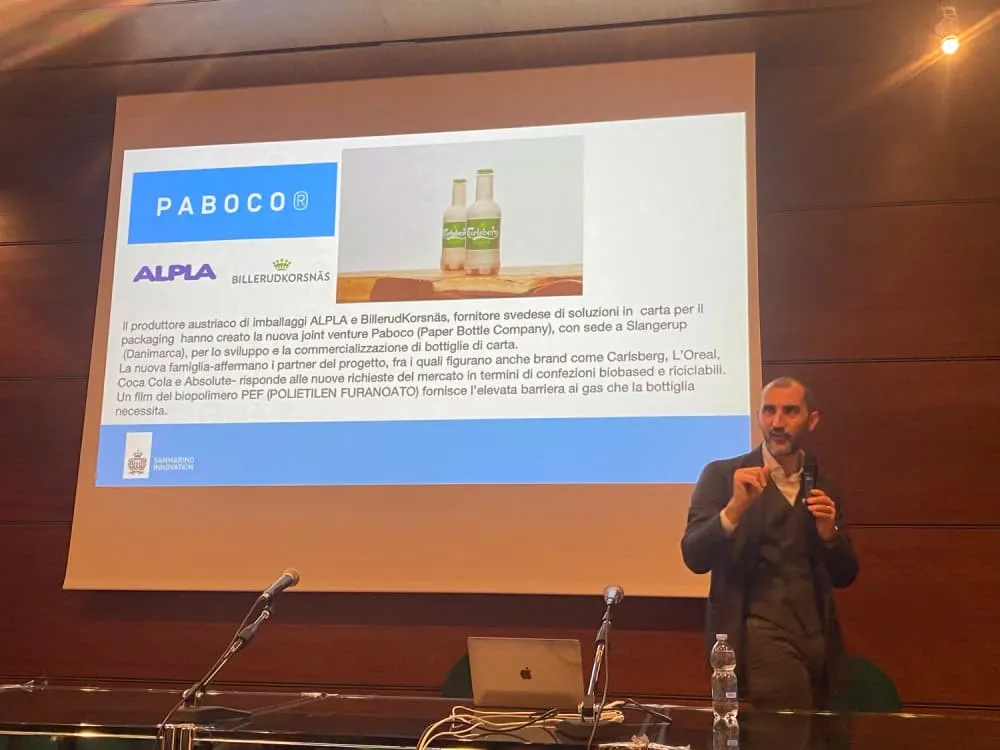 PABOCO®
ALPLA
BILLERUDKORSNÄS
Carlsberg
Carlsberg
Il produttore austriaco di imballaggi ALPLA e BillerudKorsnäs, fornitore svedese di soluzioni in carta per il
packaging hanno creato la nuova joint venture Paboco (Paper Bottle Company), con sede a Slangerup
(Danimarca), per lo sviluppo e la commercializzazione di bottiglie di carta.
La nuova famiglia-affermano i partner del progetto, fra i quali figurano anche brand come Carlsberg, L'Oreal,
Coca Cola e Absolute- risponde alle nuove richieste del mercato in termini di confezioni biobased e riciclabili.
Un film del biopolimero PEF (POLIETILEN FURANOATO) fornisce l'elevata barriera ai gas che la bottiglia
necessita.
SANMARINO
INNOVATION